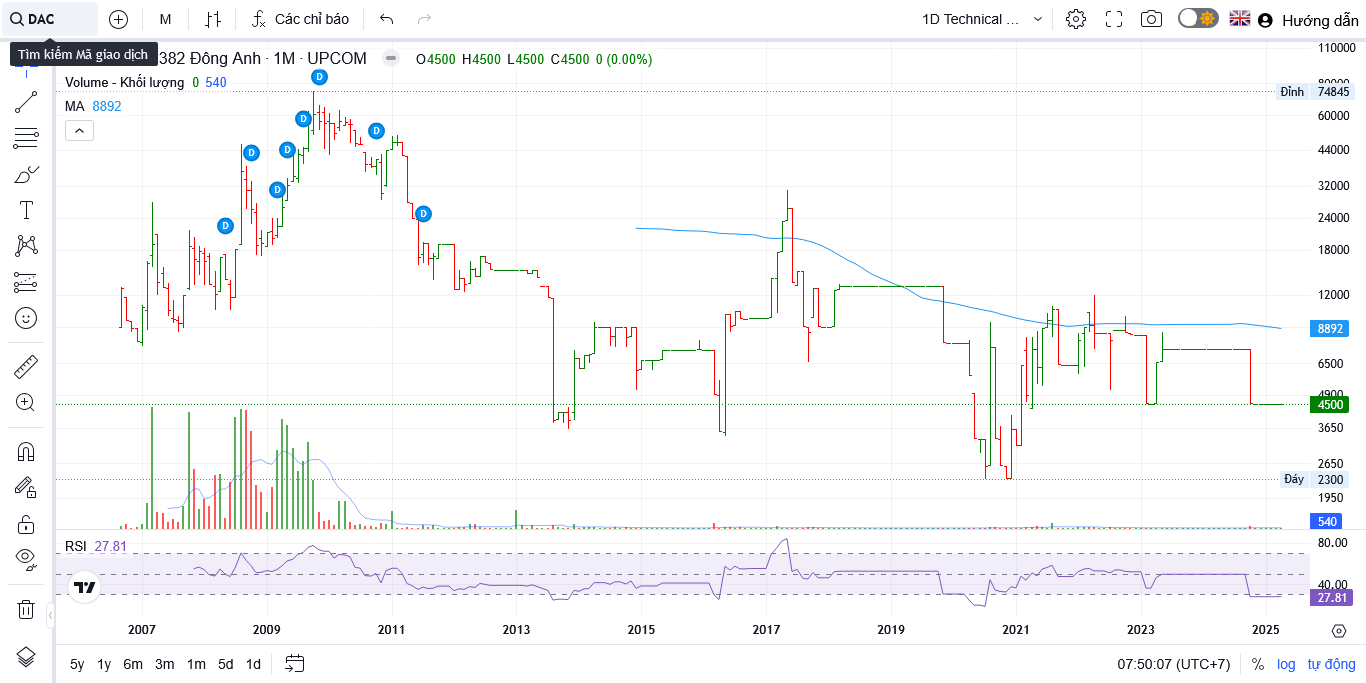 DAC M Các chỉ báo 1D Technical ... Hướng dẫn
Tìm kiếm Mã giao dịch
382 Đông Anh · 1M · UPCOM O4500 H4500 L4500 C4500 0 (0.00%)
Volume - Khối lượng 0 540
MA 8892
D
D
D
D
D
D
D
D
110000
80000
Đỉnh 74845
60000
44000
32000
24000
18000
12000
8892
6500
4900
4500
3650
2650
Đáy 2300
1950
540
RSI 27.81
80.00
40.00
27.81
2007 2009 2011 2013 2015 2017 2019 2021 2023 2025
5y 1y 6m 3m 1m 5d 1d 07:50:07 (UTC+7) % log tự động